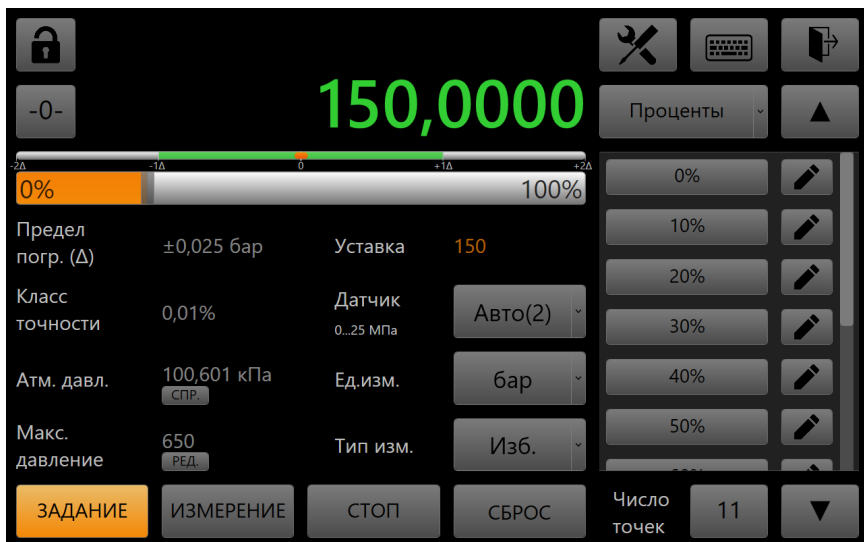 -0-
150,0000
Проценты
-2Δ -1Δ 0 +1Δ +2Δ
0% 100%
0%
10%
20%
30%
40%
50%
Предел
погр. (Δ)
±0,025 бар
Уставка
150
Класс
точности
0,01%
Датчик
0...25 МПа
Авто(2)
Атм. давл.
100,601 кПа
СПР.
Ед.изм.
бар
Макс.
давление
650
РЕД.
Тип изм.
Изб.
ЗАДАНИЕ
ИЗМЕРЕНИЕ
СТОП
СБРОС
Число
точек
11